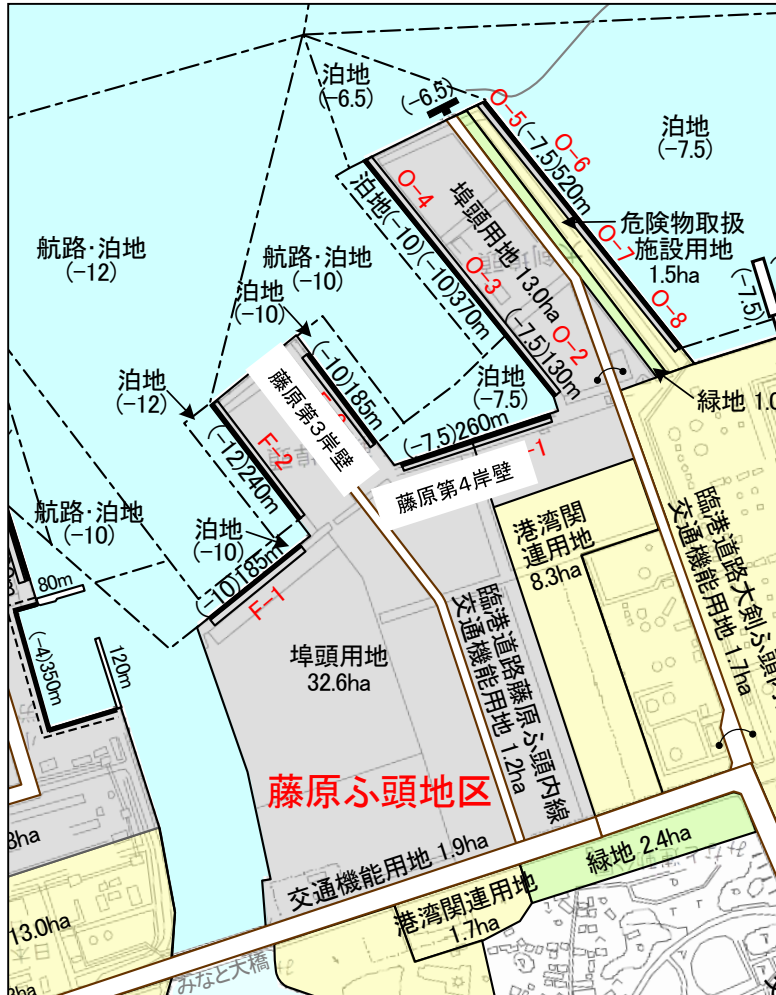 泊地
(-6.5)
(-6.5)
O-5
(-7.5)520m
O-6
泊地
(-7.5)
O-4
泊地(-10)
(-10)370m
埠頭用地 13.0ha
O-3
危険物取扱
施設用地
1.5ha
O-7
O-8
(-7.5)
航路・泊地
(-12)
航路・泊地
(-10)
泊地
(-10)
O-2
(-7.5)130m
泊地
(-7.5)
緑地 1.0
(-10)185m
藤原第3岸壁
泊地
(-12)
F-2
(-12)240m
(-7.5)260m
-1
藤原第4岸壁
航路・泊地
(-10)
泊地
(-10)
(-10)185m
F-1
港湾関
連用地
8.3ha
臨港道路大剣ふ頭内
交通機能用地 1.7ha
80m
(-4)350m
120m
埠頭用地
32.6ha
臨港道路藤原ふ頭内線
交通機能用地 1.2ha
藤原ふ頭地区
交通機能用地 1.9ha
緑地 2.4ha
港湾関連用地
1.7ha
13.0ha
みなと大橋